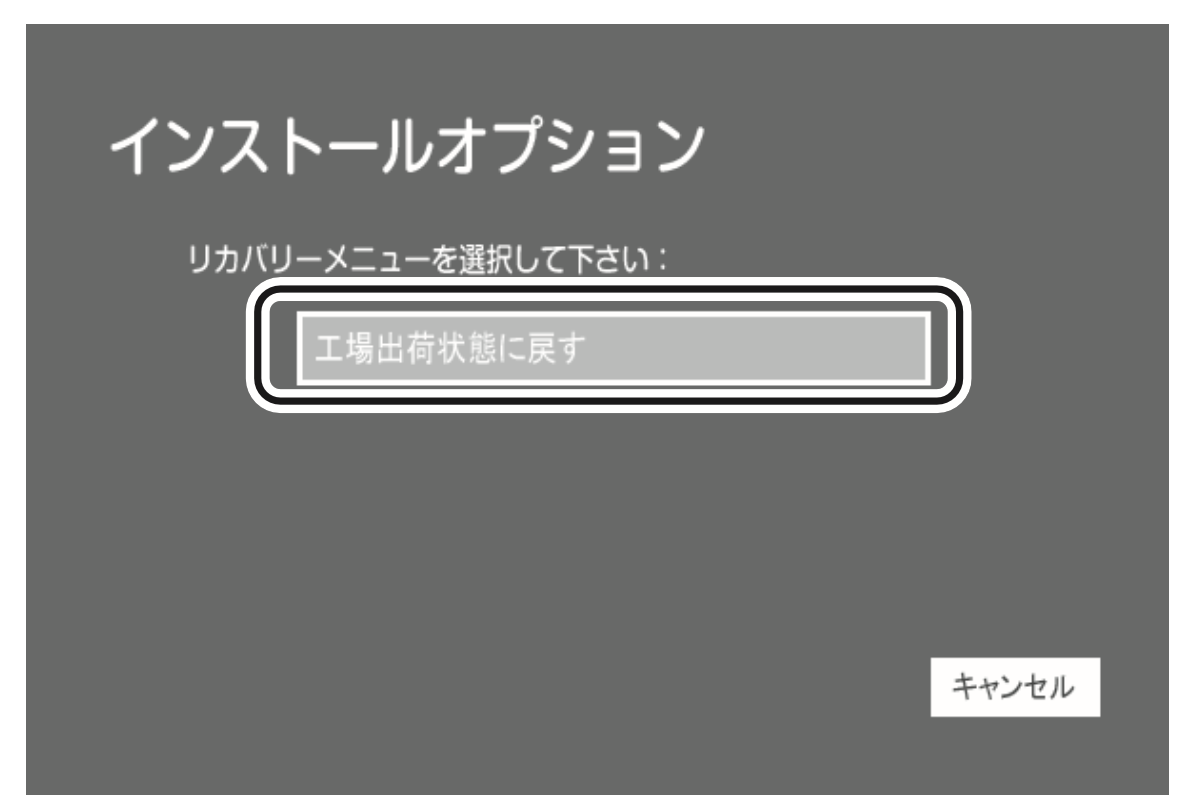 インストールオプション
リカバリーメニューを選択して下さい：
工場出荷状態に戻す
キャンセル